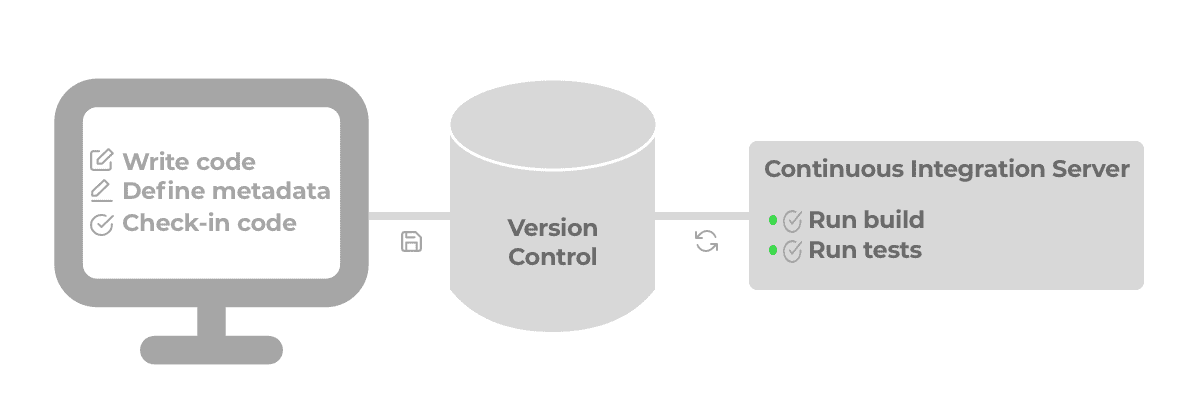 Write code
Define metadata
Check-in code
Version
Control
Continuous Integration Server
Run build
Run tests